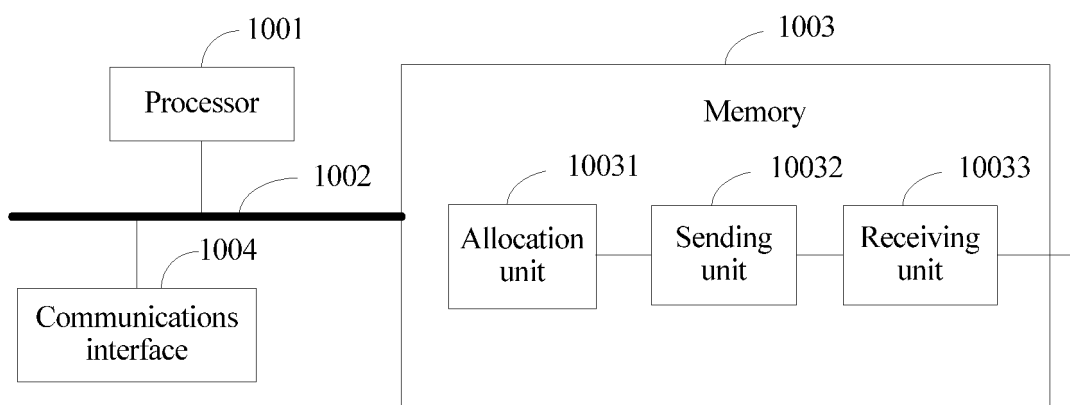 1001
1003
Processor
Memory
1002
10031
10032
10033
Allocation
unit
Sending
unit
Receiving
unit
1004
Communications
interface